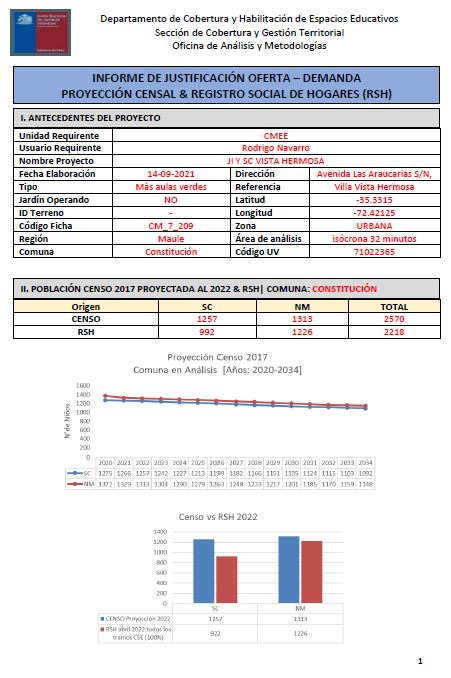 Departamento de Cobertura y Habilitación de Espacios Educativos
Sección de Cobertura y Gestión Territorial
Oficina de Análisis y Metodologías
INFORME DE JUSTIFICACIÓN OFERTA – DEMANDA
PROYECCIÓN CENSAL & REGISTRO SOCIAL DE HOGARES (RSH)
I. ANTECEDENTES DEL PROYECTO
Unidad Requirente CMEE
Usuario Requirente Rodrigo Navarro
Nombre Proyecto JI Y SC VISTA HERMOSA
Fecha Elaboración 14-09-2021 Dirección Avenida Las Araucarias S/N,
Tipo Más aulas verdes Referencia Villa Vista Hermosa
Jardín Operando NO Latitud -35.3315
ID Terreno - Longitud -72.42125
Código Ficha CM_7_209 Zona URBANA
Región Maule Área de análisis isócrona 32 minutos
Comuna Constitución Código UV 71022365
II. POBLACIÓN CENSO 2017 PROYECTADA AL 2022 & RSH| COMUNA: CONSTITUCIÓN
Origen SC NM TOTAL
CENSO 1257 1313 2570
RSH 992 1226 2218
Proyección Censo 2017
Comuna en Análisis [Años: 2020-2034]
N°de Niños
1600
1400
1200
1000
800
600
400
200
0
2020 2021 2022 2023 2024 2025 2026 2027 2028 2029 2030 2031 2032 2033 2034
SC 1275 1266 1257 1242 1227 1213 1199 1182 1166 1151 1135 1124 1115 1103 1092
NM 1372 1329 1313 1304 1290 1279 1263 1248 1233 1217 1201 1185 1170 1159 1148
Censo vs RSH 2022
1400
1200
1000
800
600
400
200
0
SC NM
CENSO Proyección 2022 1257 1313
RSH abril 2022 todos los
tramos CSE (100%) 922 1226
1